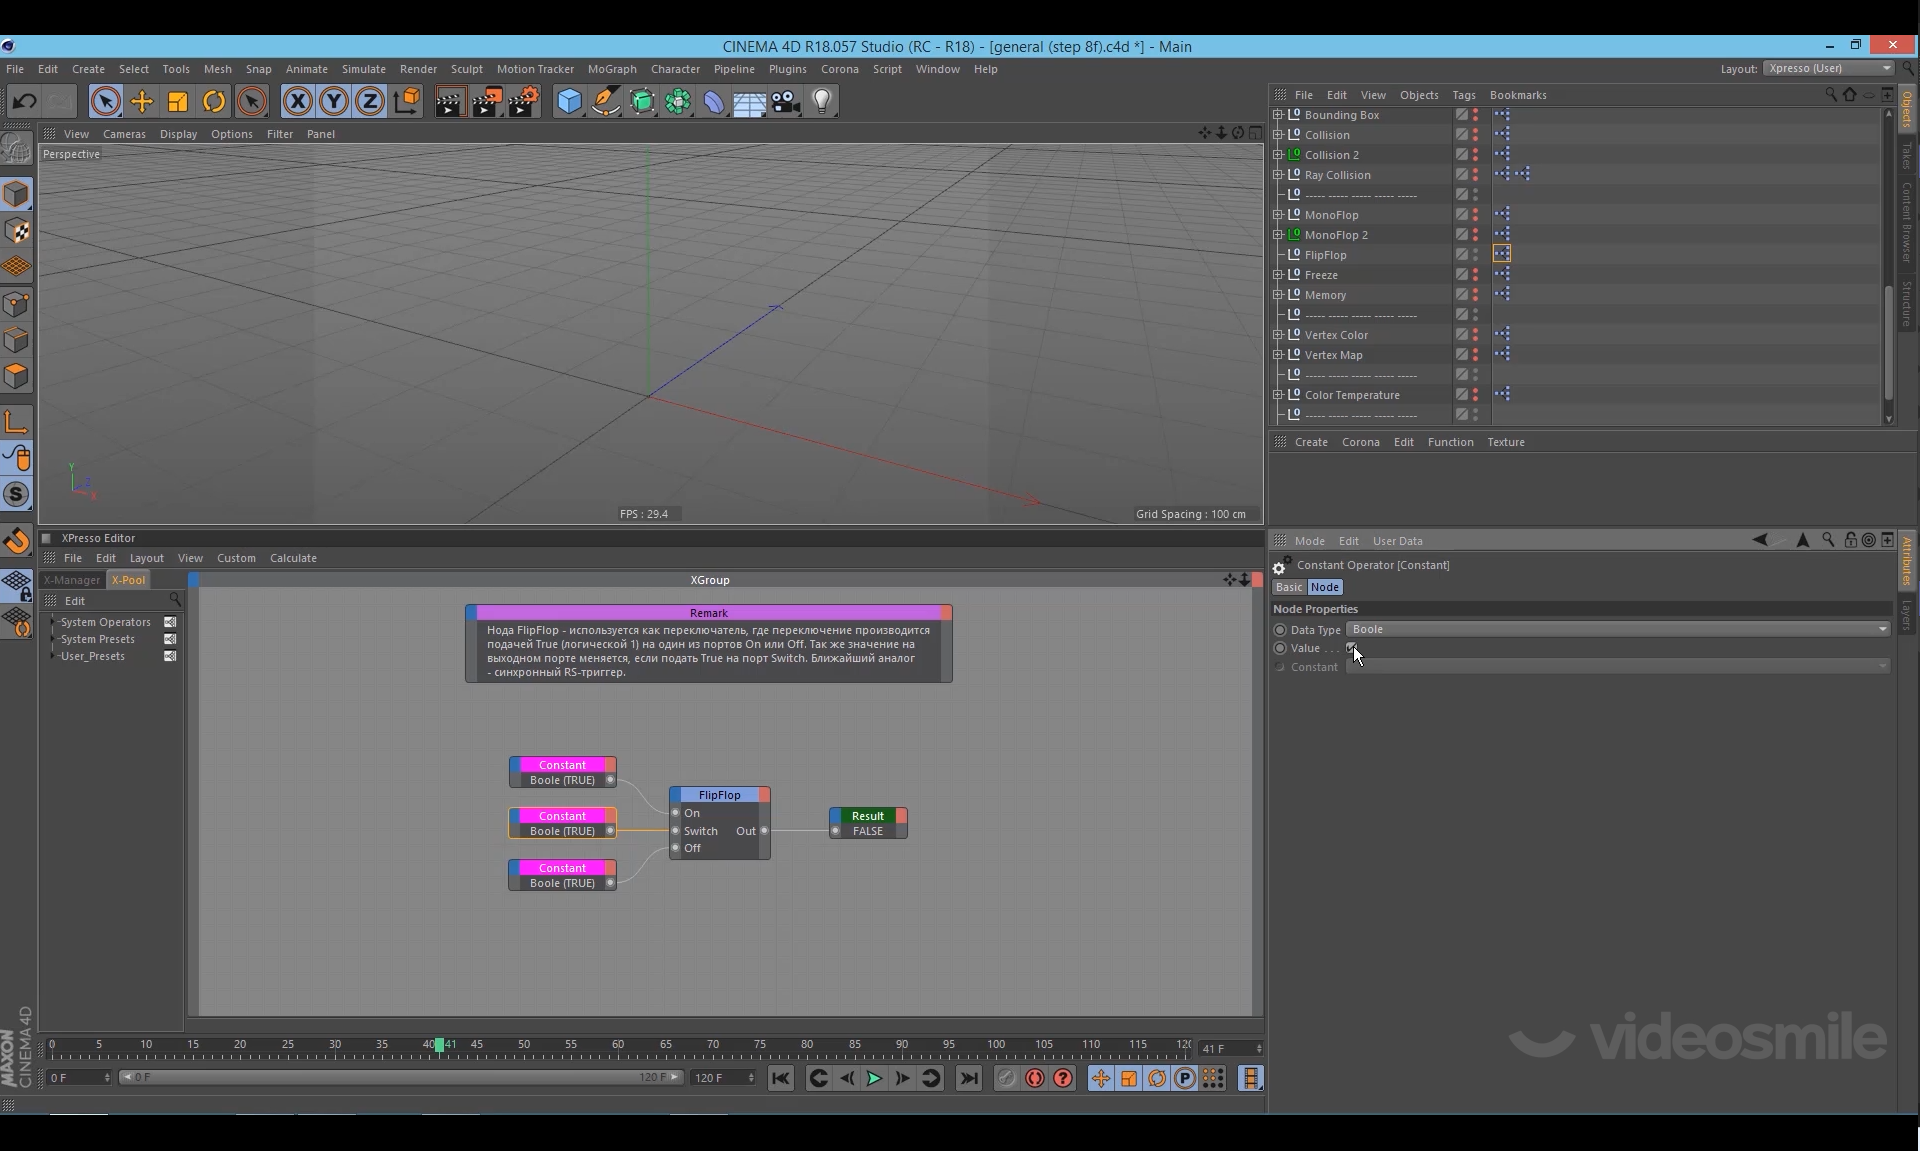 CINEMA 4D R18.057 Studio (RC - R18) - [general (step 8f).c4d *] - Main
File Edit Create Select Tools Mesh Snap Animate Simulate Render Sculpt Motion Tracker MoGraph Character Pipeline Plugins Corona Script Window Help
Layout: Xpresso (User)
File Edit View Objects Tags Bookmarks
View Cameras Display Options Filter Panel
Perspective
Y
Z
X
FPS : 29.4
Grid Spacing : 100 cm
Bounding Box
Collision
Collision 2
Ray Collision
----- ----- ----- ----- -----
MonoFlop
MonoFlop 2
FlipFlop
Freeze
Memory
----- ----- ----- ----- -----
Vertex Color
Vertex Map
----- ----- ----- ----- -----
Color Temperature
----- ----- ----- ----- -----
Objects
Takes
Content Browser
Structure
Create Corona Edit Function Texture
XPresso Editor
File Edit Layout View Custom Calculate
X-Manager X-Pool
Edit
System Operators
System Presets
User_Presets
XGroup
Remark
Нода FlipFlop - используется как переключатель, где переключение производится
подачей True (логической 1) на один из портов On или Off. Так же значение на
выходном порте меняется, если подать True на порт Switch. Ближайший аналог
- синхронный RS-триггер.
Constant
Boole (TRUE)
Constant
Boole (TRUE)
Constant
Boole (TRUE)
FlipFlop
On
Switch Out
Off
Result
FALSE
Mode Edit User Data
Constant Operator [Constant]
Basic Node
Node Properties
Data Type Boole
Value . . .
Constant
Attributes
Layers
0 5 10 15 20 25 30 35 40 41 45 50 55 60 65 70 75 80 85 90 95 100 105 110 115 120
41 F
0 F
0 F
120 F
120 F
MAXON
CINEMA 4D
videosmile